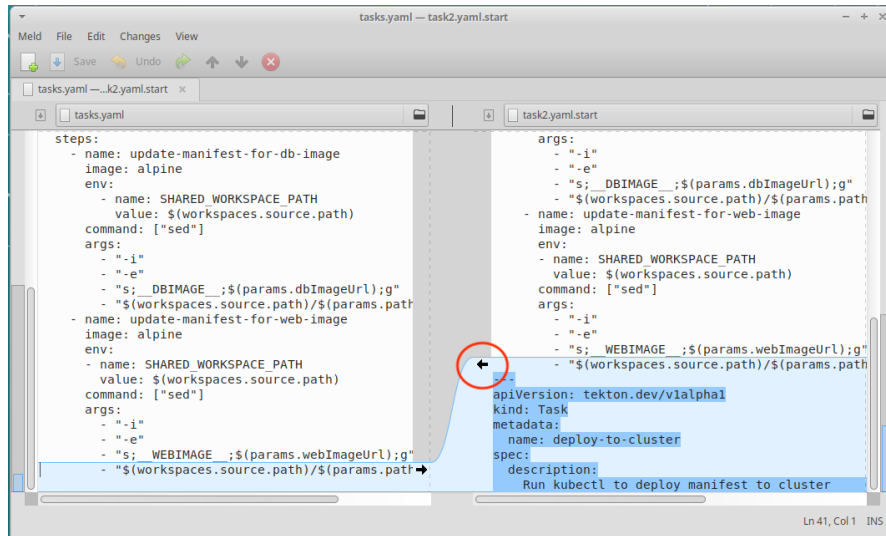 tasks.yaml — task2.yaml.start
Meld File Edit Changes View
Save Undo
tasks.yaml —...k2.yaml.start ×
tasks.yaml
steps:
- name: update-manifest-for-db-image
image: alpine
env:
- name: SHARED_WORKSPACE_PATH
value: $(workspaces.source.path)
command: ["sed"]
args:
- "-i"
- "-e"
- "s;__DBIMAGE__;$(params.dbImageUrl);g"
- "$(workspaces.source.path)/$(params.path
- name: update-manifest-for-web-image
image: alpine
env:
- name: SHARED_WORKSPACE_PATH
value: $(workspaces.source.path)
command: ["sed"]
args:
- "-i"
- "-e"
- "s;__WEBIMAGE__;$(params.webImageUrl);g"
- "$(workspaces.source.path)/$(params.path
task2.yaml.start
args:
- "-i"
- "-e"
- "s;__DBIMAGE__;$(params.dbImageUrl);g"
- "$(workspaces.source.path)/$(params.path
- name: update-manifest-for-web-image
image: alpine
env:
- name: SHARED_WORKSPACE_PATH
value: $(workspaces.source.path)
command: ["sed"]
args:
- "-i"
- "-e"
- "s;__WEBIMAGE__;$(params.webImageUrl);g"
- "$(workspaces.source.path)/$(params.path
---
apiVersion: tekton.dev/v1alpha1
kind: Task
metadata:
name: deploy-to-cluster
spec:
description:
Run kubectl to deploy manifest to cluster
Ln 41, Col 1 INS